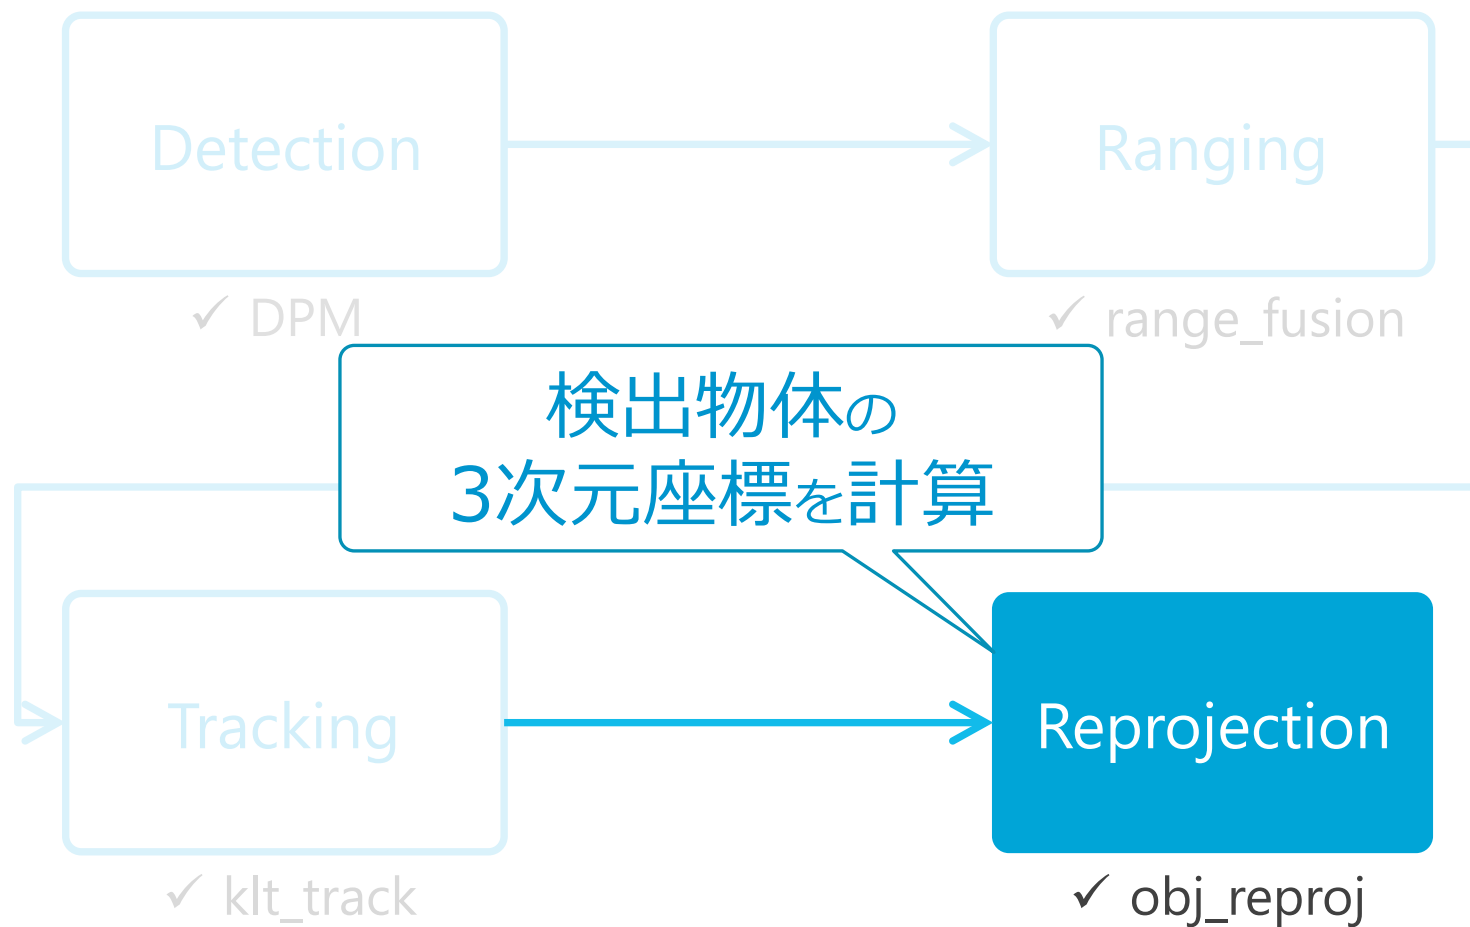 Detection
Ranging
✓ DPM
✓ range_fusion
検出物体の
3次元座標を計算
Tracking
Reprojection
✓ klt_track
✓ obj_reproj